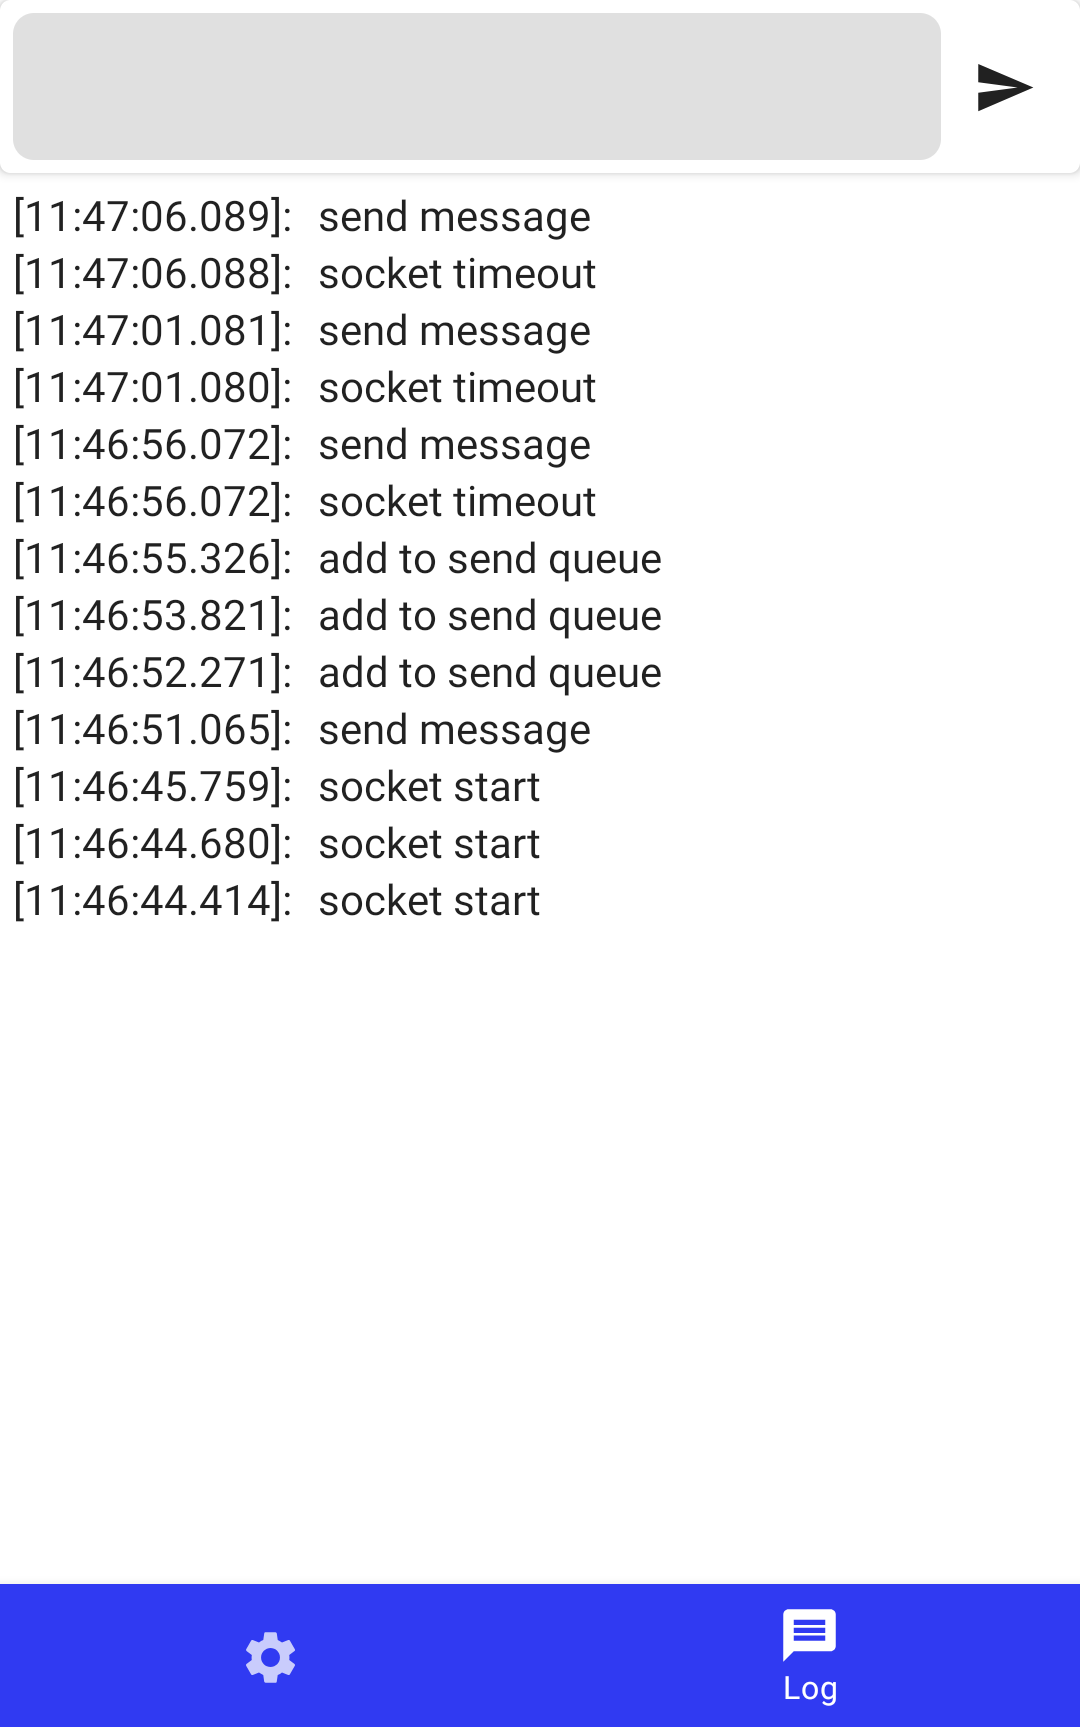 [11:47:06.089]: send message
[11:47:06.088]: socket timeout
[11:47:01.081]: send message
[11:47:01.080]: socket timeout
[11:46:56.072]: send message
[11:46:56.072]: socket timeout
[11:46:55.326]: add to send queue
[11:46:53.821]: add to send queue
[11:46:52.271]: add to send queue
[11:46:51.065]: send message
[11:46:45.759]: socket start
[11:46:44.680]: socket start
[11:46:44.414]: socket start
Log